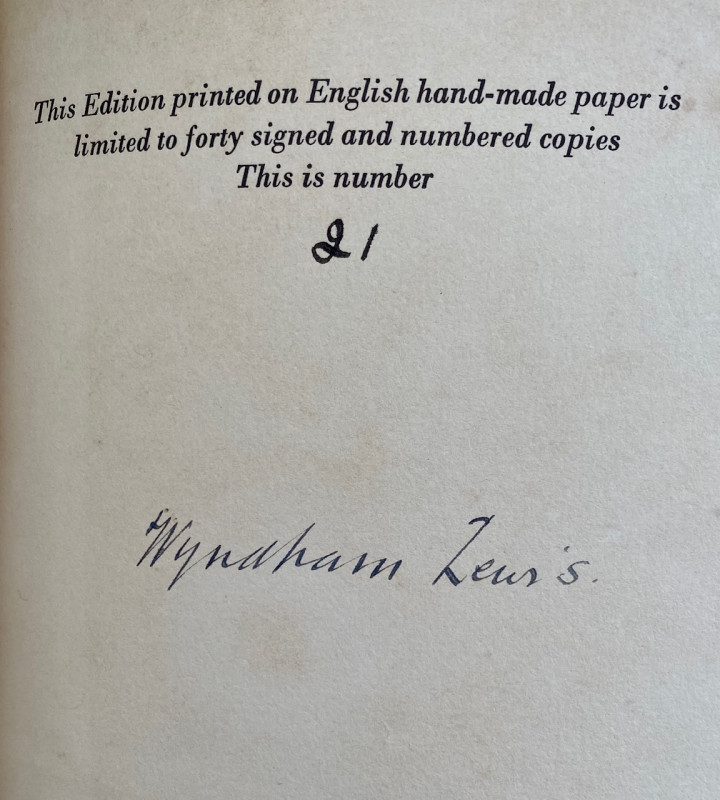 This Edition printed on English hand-made paper is
limited to forty signed and numbered copies
This is number
21
Wyndham Lewis.